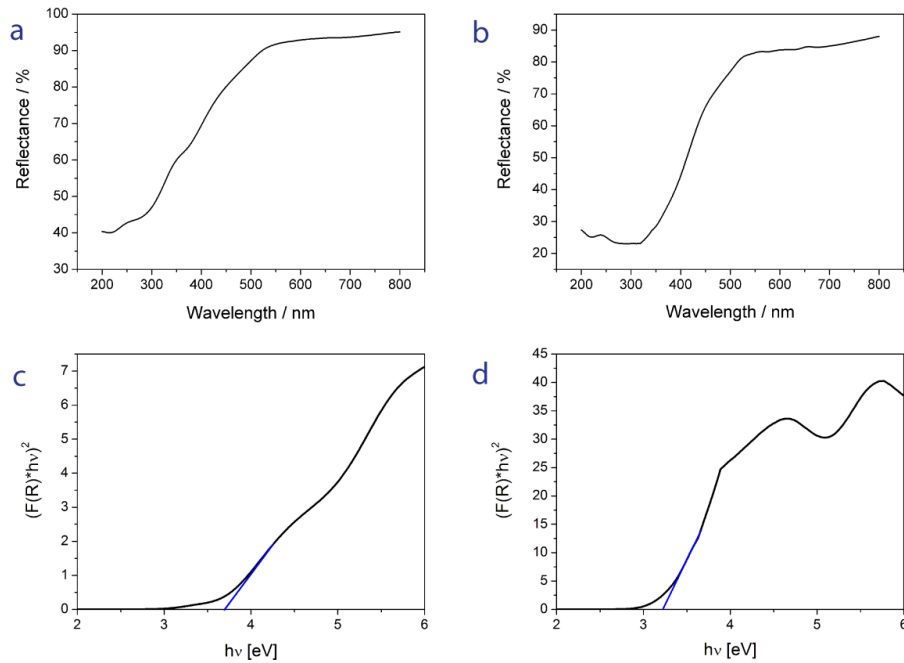 a
100
90
80
70
60
50
40
30
Reflectance / %
200 300 400 500 600 700 800
Wavelength / nm
b
90
80
70
60
50
40
30
20
Reflectance / %
200 300 400 500 600 700 800
Wavelength / nm
c
7
6
5
4
3
2
1
0
(F(R)*hν)²
2 3 4 5 6
hν [eV]
d
45
40
35
30
25
20
15
10
5
0
(F(R)*hν)²
2 3 4 5 6
hν [eV]